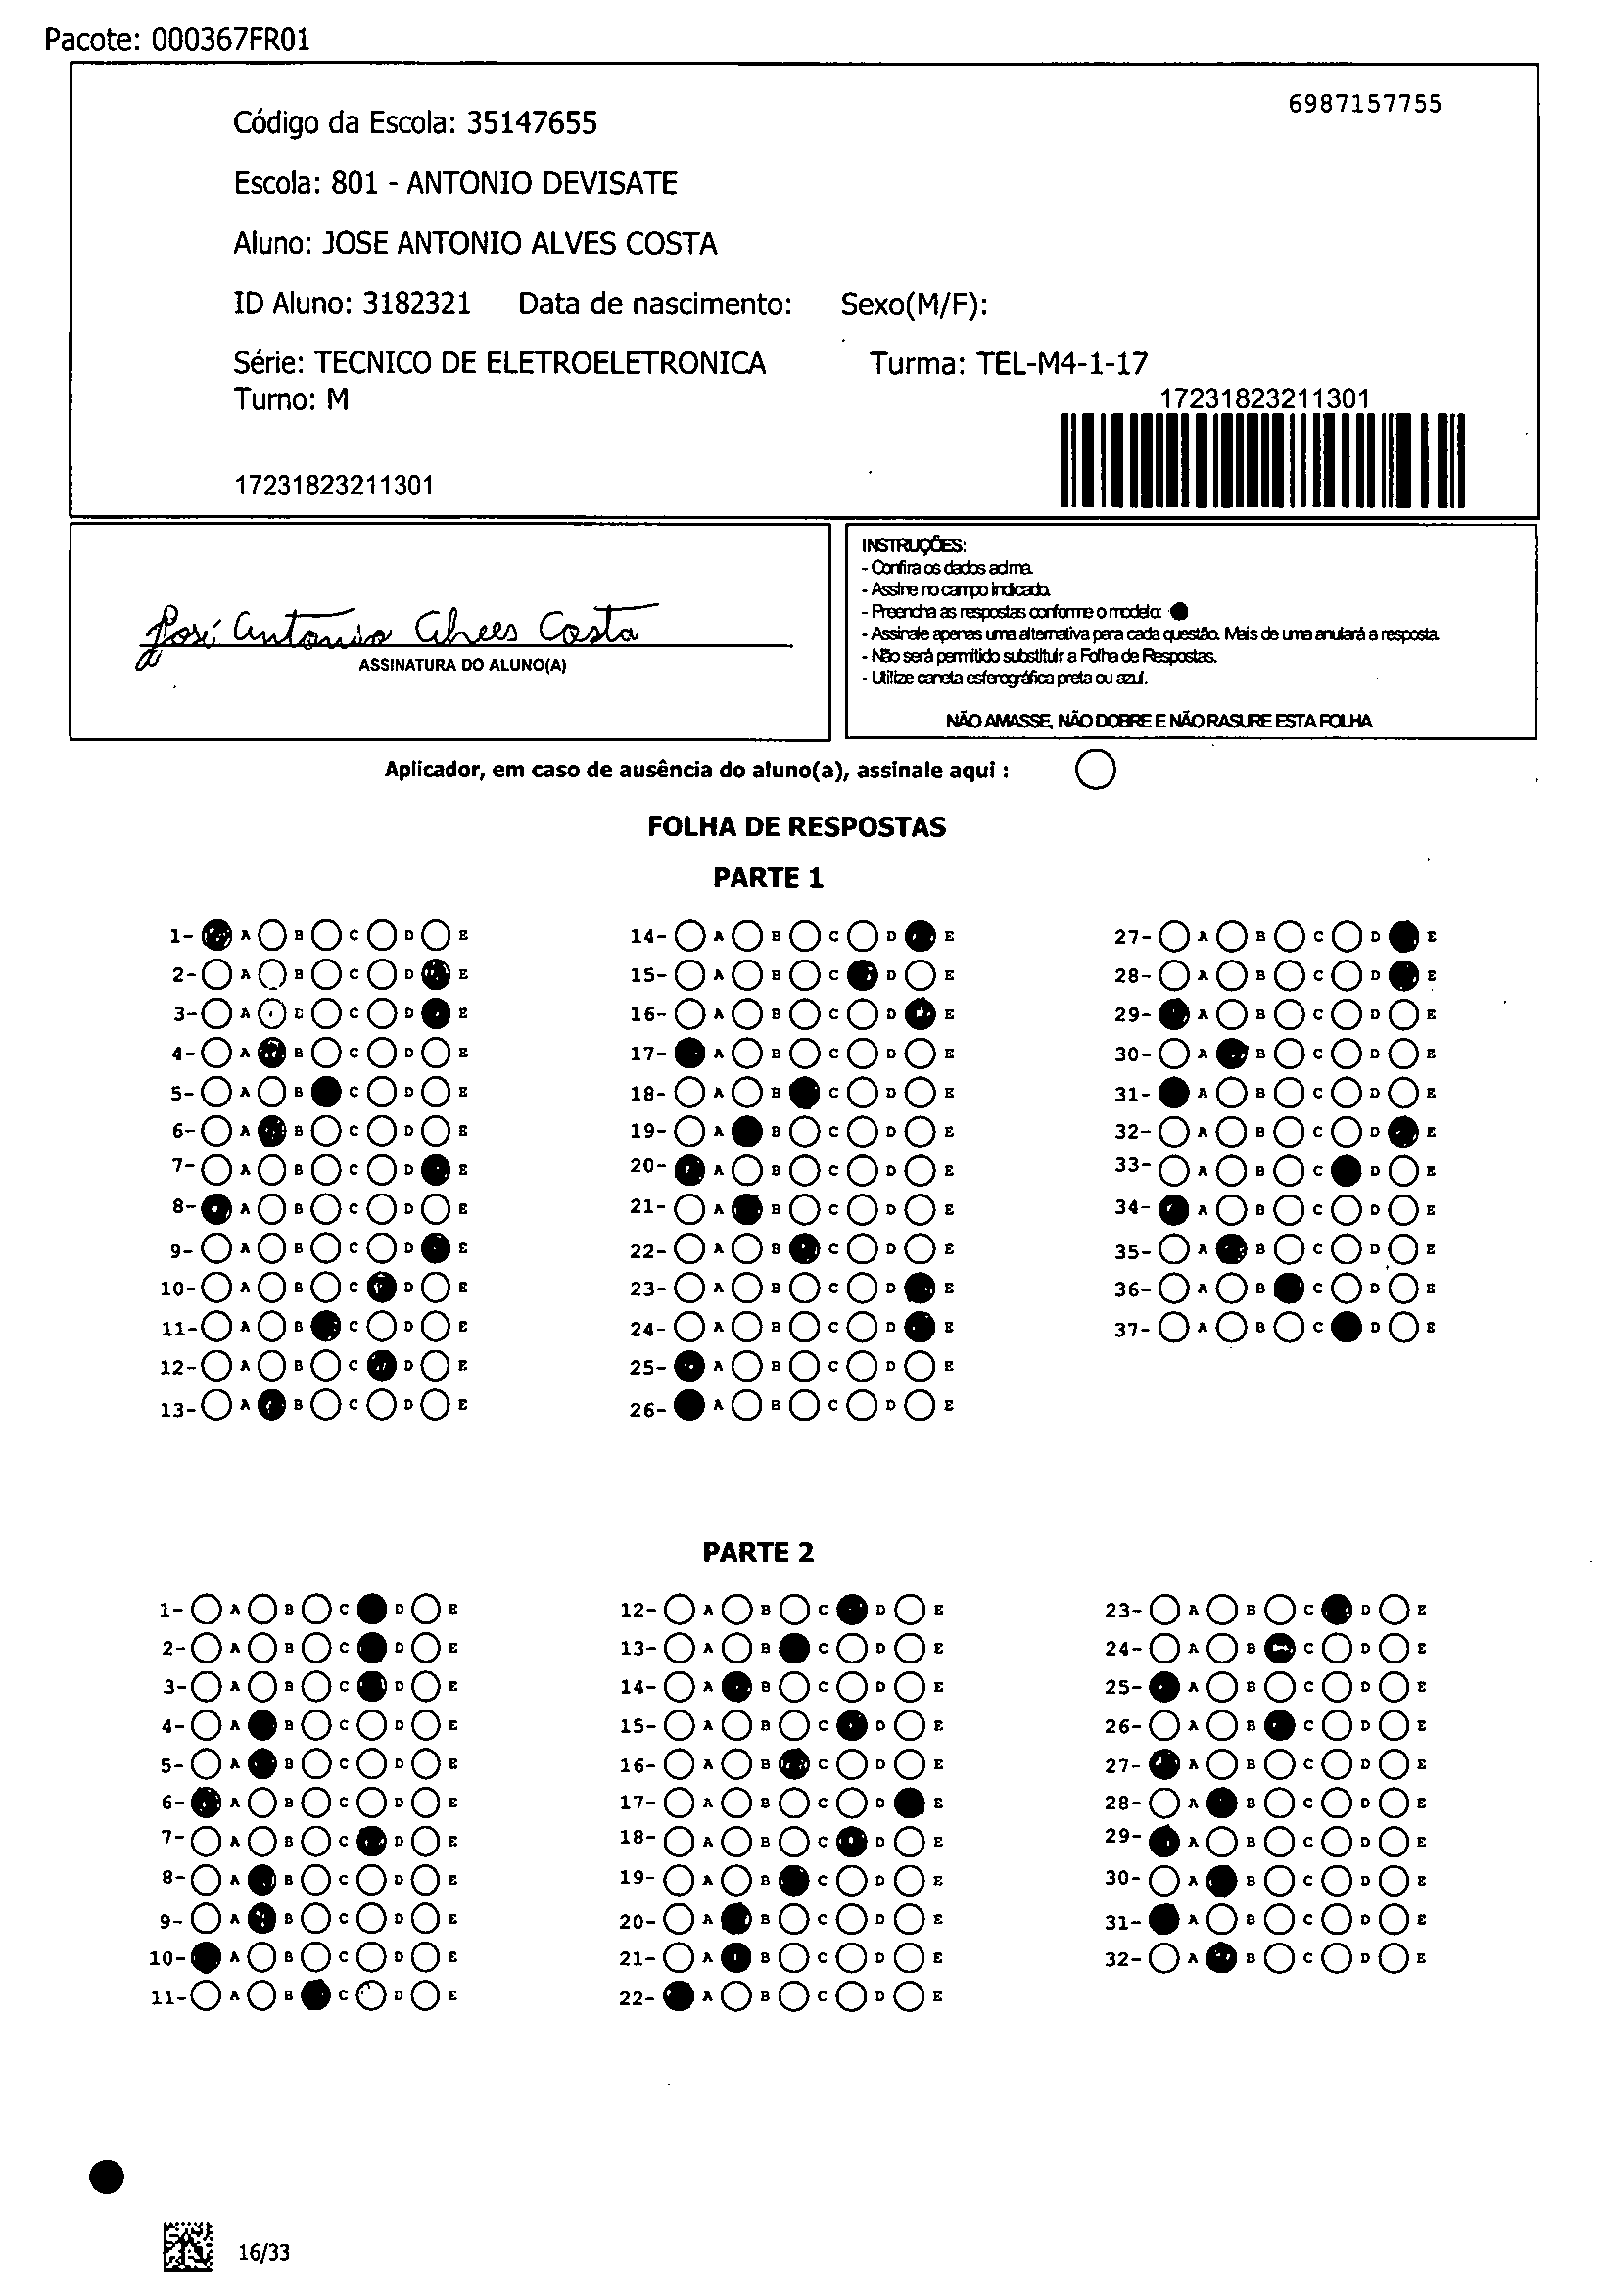 Pacote: 000367FR01
6987157755
Código da Escola: 35147655
Escola: 801 - ANTONIO DEVISATE
Aluno: JOSE ANTONIO ALVES COSTA
ID Aluno: 3182321 Data de nascimento: Sexo(M/F):
Série: TECNICO DE ELETROELETRONICA Turma: TEL-M4-1-17
Turno: M
17231823211301
17231823211301
José Antonio Alves Costa
ASSINATURA DO ALUNO(A)
INSTRUÇÕES:
- Confira os dados acima.
- Assine no campo indicado.
- Preencha as respostas conforme o modelo:
- Assinale apenas uma alternativa para cada questão. Mais de uma anulará a resposta.
- Não será permitido substituir a Folha de Respostas.
- Utilize caneta esferográfica preta ou azul.
NÃO AMASSE, NÃO DOBRE E NÃO RASURE ESTA FOLHA
Aplicador, em caso de ausência do aluno(a), assinale aqui :
FOLHA DE RESPOSTAS
PARTE 1
1- A B C D E
2- A B C D E
3- A B C D E
4- A B C D E
5- A B C D E
6- A B C D E
7- A B C D E
8- A B C D E
9- A B C D E
10- A B C D E
11- A B C D E
12- A B C D E
13- A B C D E
14- A B C D E
15- A B C D E
16- A B C D E
17- A B C D E
18- A B C D E
19- A B C D E
20- A B C D E
21- A B C D E
22- A B C D E
23- A B C D E
24- A B C D E
25- A B C D E
26- A B C D E
27- A B C D E
28- A B C D E
29- A B C D E
30- A B C D E
31- A B C D E
32- A B C D E
33- A B C D E
34- A B C D E
35- A B C D E
36- A B C D E
37- A B C D E
PARTE 2
1- A B C D E
2- A B C D E
3- A B C D E
4- A B C D E
5- A B C D E
6- A B C D E
7- A B C D E
8- A B C D E
9- A B C D E
10- A B C D E
11- A B C D E
12- A B C D E
13- A B C D E
14- A B C D E
15- A B C D E
16- A B C D E
17- A B C D E
18- A B C D E
19- A B C D E
20- A B C D E
21- A B C D E
22- A B C D E
23- A B C D E
24- A B C D E
25- A B C D E
26- A B C D E
27- A B C D E
28- A B C D E
29- A B C D E
30- A B C D E
31- A B C D E
32- A B C D E
16/33